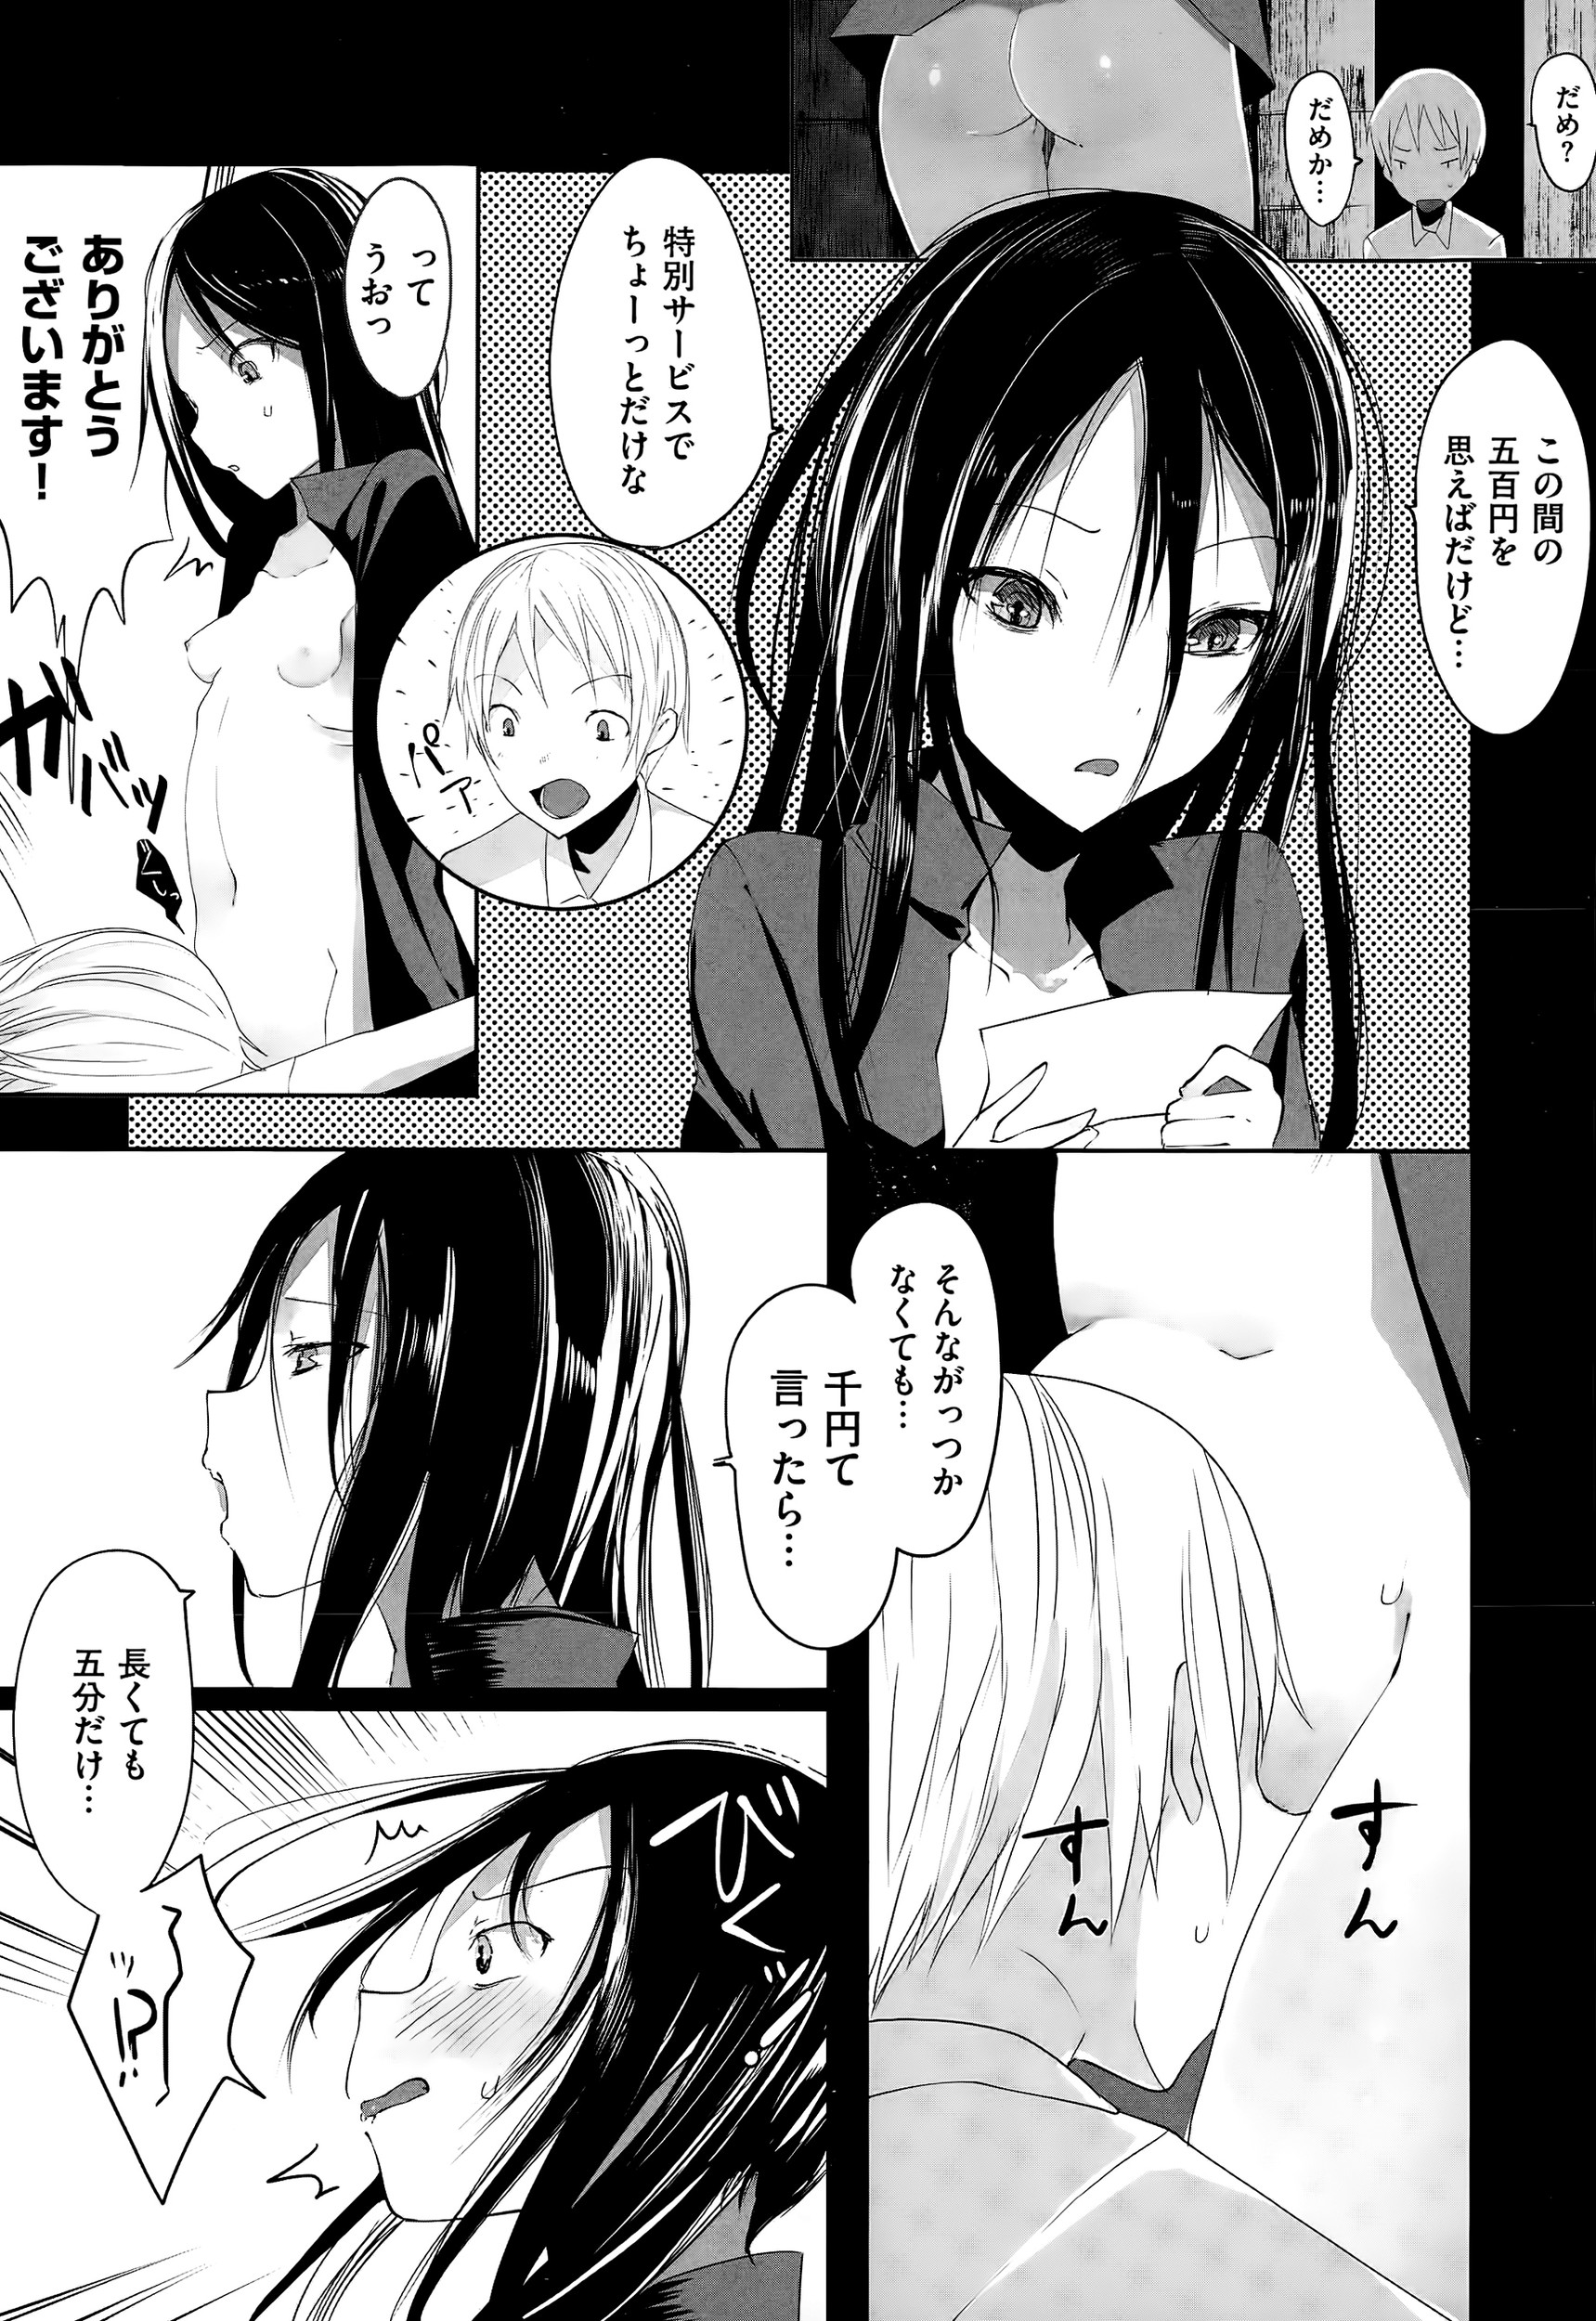 だめ？
だめか…
この間の
五百円を
思えばだけど…
特別サービスで
ちょーっとだけな
パァ
って
うおっ
ありがとう
ございます！
ガバッ
ぐいっ
そんながっつか
なくても…
千円て
言ったら…
すん
すん
長くても
五分だけ…
びくっ
!?